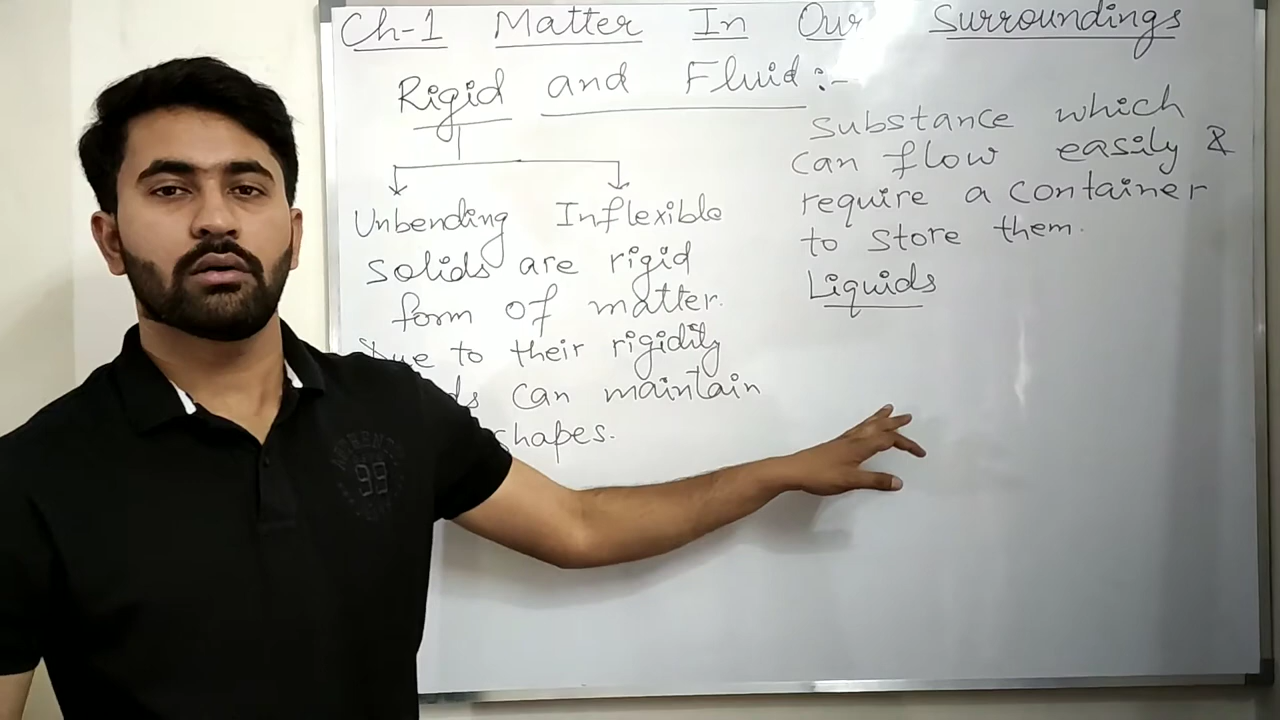 Ch-1 Matter In Our Surroundings
Rigid and Fluid:-
Unbending Inflexible
solids are rigid
form of matter.
Due to their rigidity
can maintain
shapes.
substance which
can flow easily &
require a container
to store them.
Liquids
99